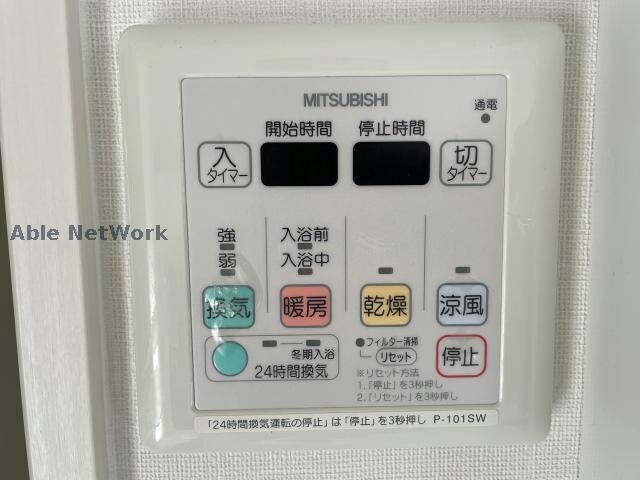 MITSUBISHI
通電
開始時間 停止時間
入
タイマー
切
タイマー
Able NetWork
強
弱
入浴前
入浴中
換気 暖房 乾燥 涼風
冬期入浴
24時間換気
フィルター清掃
リセット
停止
※リセット方法
1.「停止」を3秒押し
2.「リセット」を3秒押し
「24時間換気運転の停止」は「停止」を3秒押し P-101SW